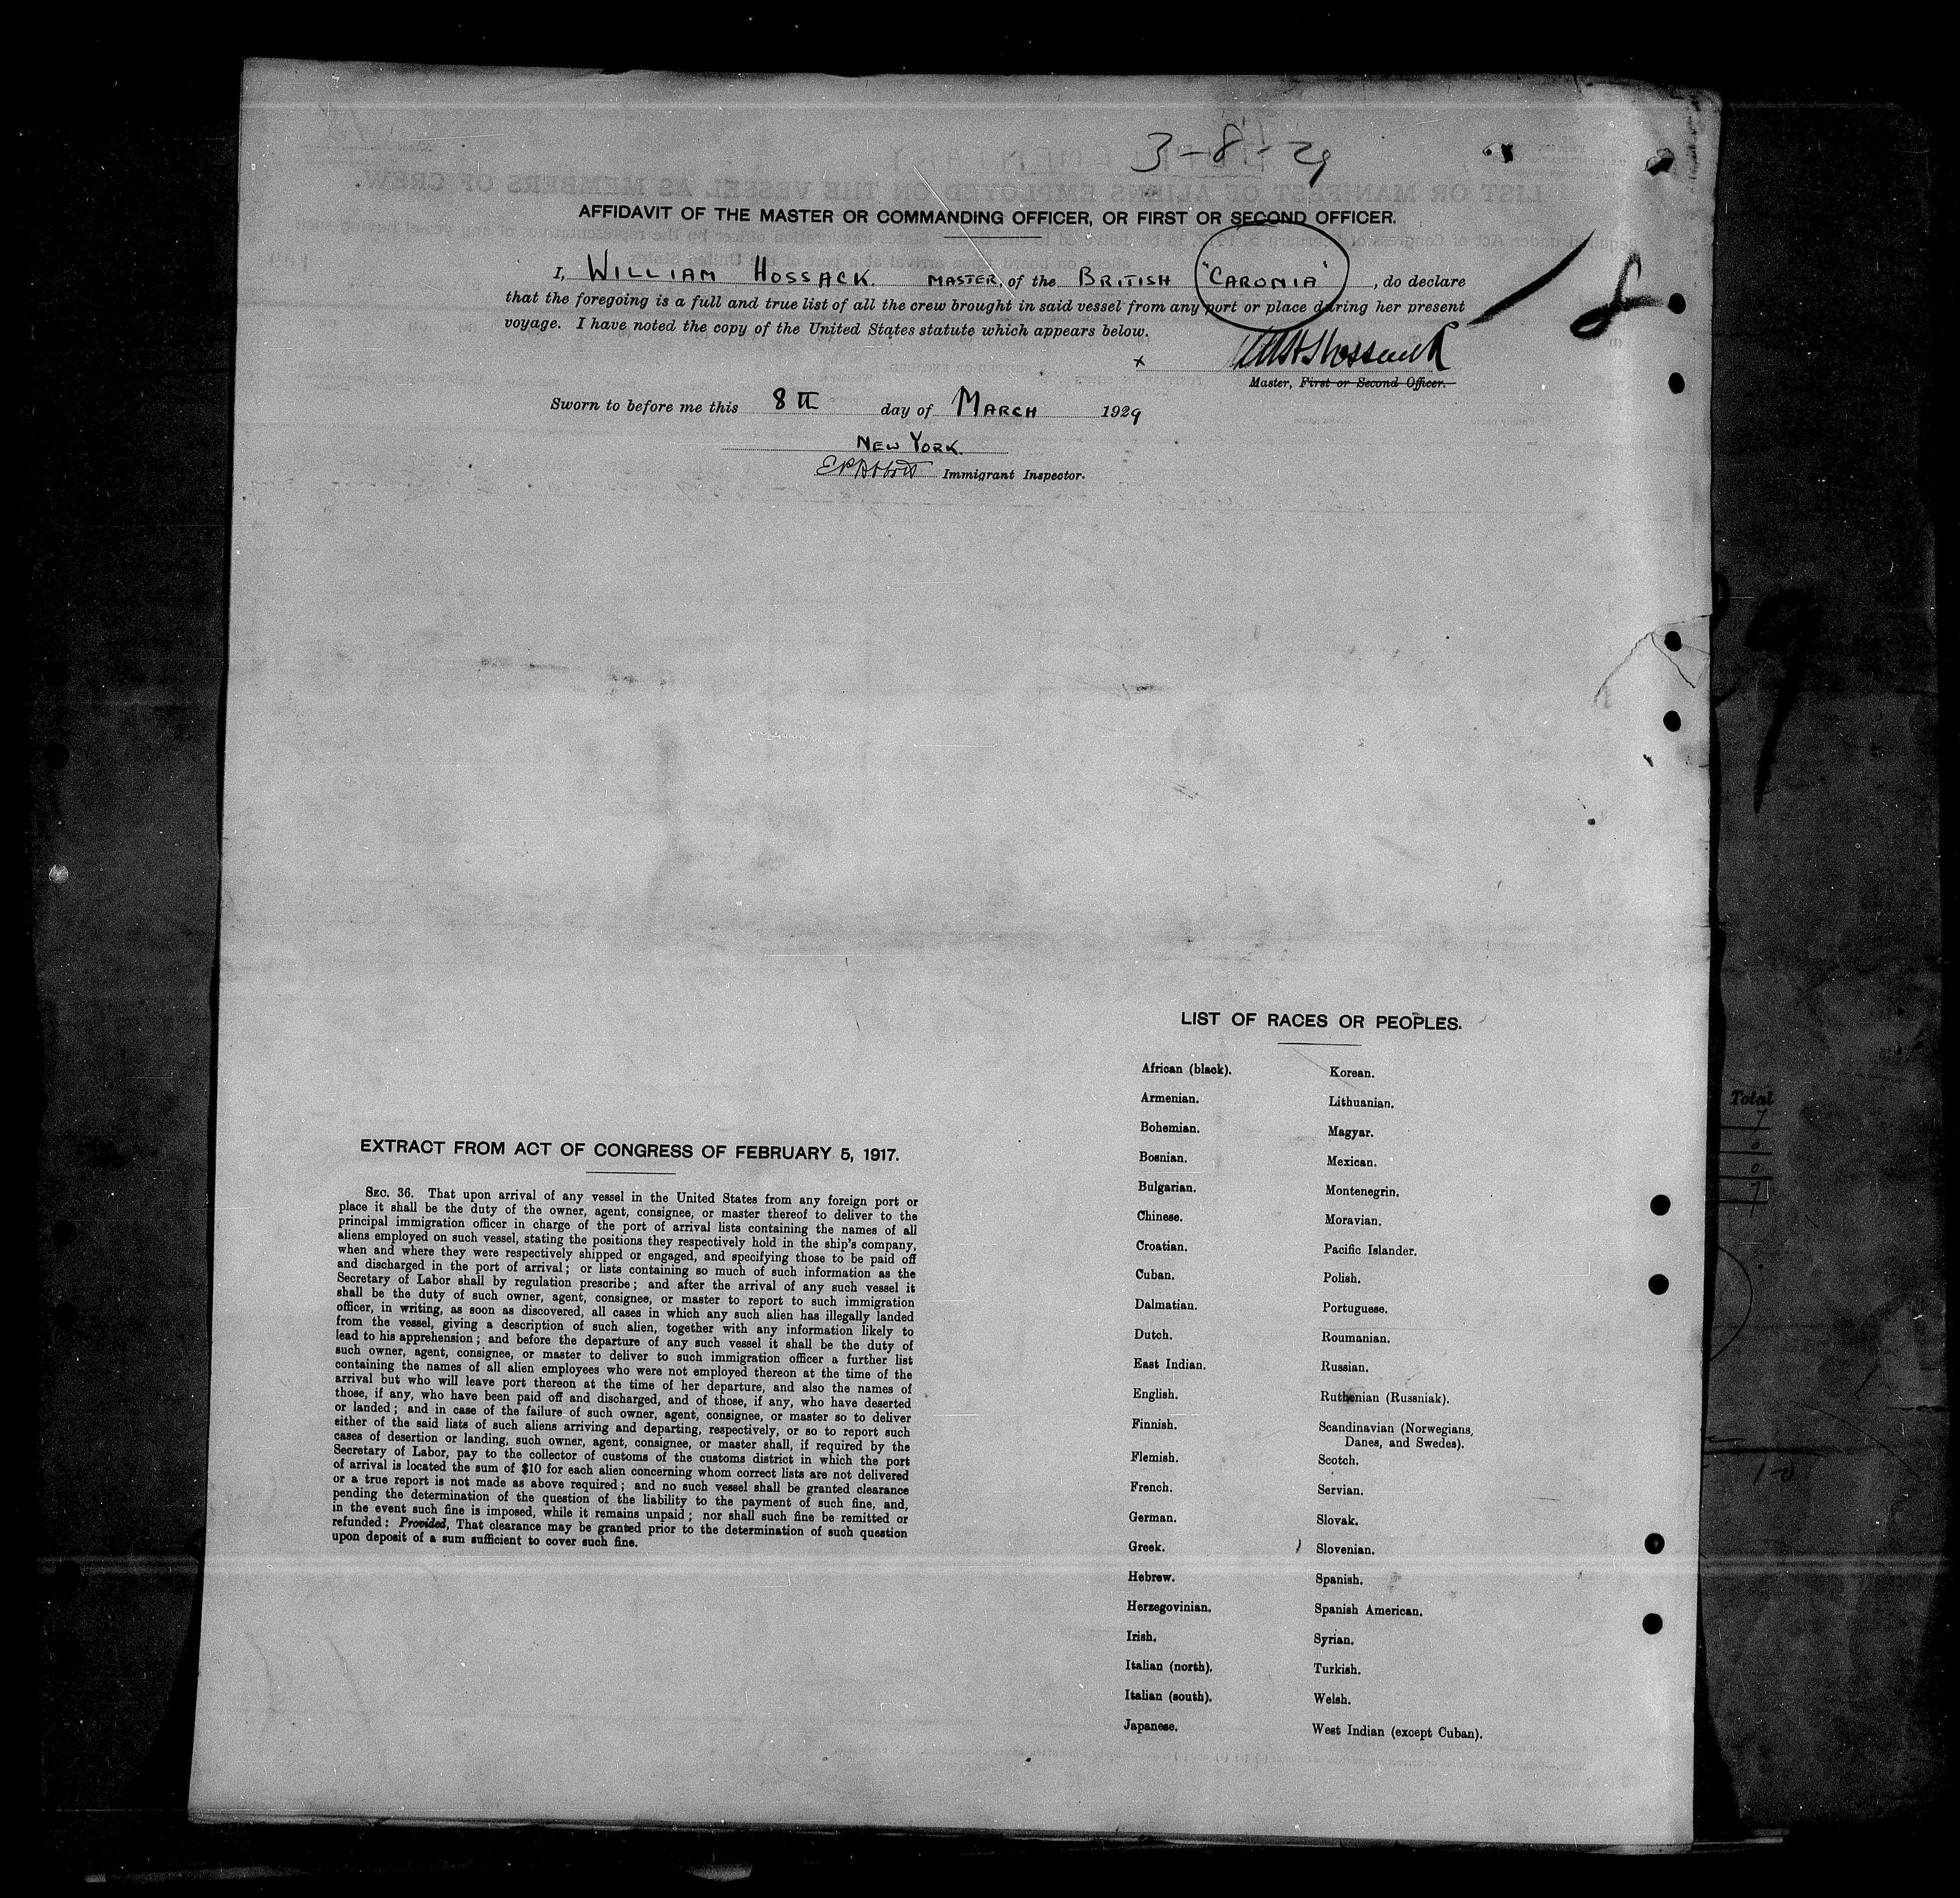 3-8-29
AFFIDAVIT OF THE MASTER OR COMMANDING OFFICER, OR FIRST OR SECOND OFFICER.
I, WILLIAM HOSSACK. MASTER of the BRITISH "CARONIA", do declare
that the foregoing is a full and true list of all the crew brought in said vessel from any port or place during her present
voyage. I have noted the copy of the United States statute which appears below.
x
Master, First or Second Officer.
Sworn to before me this 8th day of MARCH 1929
NEW YORK.
Immigrant Inspector.
LIST OF RACES OR PEOPLES.
African (black). Korean.
Armenian. Lithuanian.
Bohemian. Magyar.
Bosnian. Mexican.
Bulgarian. Montenegrin.
Chinese. Moravian.
Croatian. Pacific Islander.
Cuban. Polish.
Dalmatian. Portuguese.
Dutch. Roumanian.
East Indian. Russian.
English. Ruthenian (Russniak).
Finnish. Scandinavian (Norwegians,
Danes, and Swedes).
Flemish. Scotch.
French. Servian.
German. Slovak.
Greek. Slovenian.
Hebrew. Spanish.
Herzegovinian. Spanish American.
Irish. Syrian.
Italian (north). Turkish.
Italian (south). Welsh.
Japanese. West Indian (except Cuban).
EXTRACT FROM ACT OF CONGRESS OF FEBRUARY 5, 1917.
SEC. 36. That upon arrival of any vessel in the United States from any foreign port or
place it shall be the duty of the owner, agent, consignee, or master thereof to deliver to the
principal immigration officer in charge of the port of arrival lists containing the names of all
aliens employed on such vessel, stating the positions they respectively hold in the ship's company,
when and where they were respectively shipped or engaged, and specifying those to be paid off
and discharged in the port of arrival; or lists containing so much of such information as the
Secretary of Labor shall by regulation prescribe; and after the arrival of any such vessel it
shall be the duty of such owner, agent, consignee, or master to report to such immigration
officer, in writing, as soon as discovered, all cases in which any such alien has illegally landed
from the vessel, giving a description of such alien, together with any information likely to
lead to his apprehension; and before the departure of any such vessel it shall be the duty of
such owner, agent, consignee, or master to deliver to such immigration officer a further list
containing the names of all alien employees who were not employed thereon at the time of the
arrival but who will leave port thereon at the time of her departure, and also the names of
those, if any, who have been paid off and discharged, and of those, if any, who have deserted
or landed; and in case of the failure of such owner, agent, consignee, or master so to deliver
either of the said lists of such aliens arriving and departing, respectively, or so to report such
cases of desertion or landing, such owner, agent, consignee, or master shall, if required by the
Secretary of Labor, pay to the collector of customs of the customs district in which the port
of arrival is located the sum of $10 for each alien concerning whom correct lists are not delivered
or a true report is not made as above required; and no such vessel shall be granted clearance
pending the determination of the question of the liability to the payment of such fine, and,
in the event such fine is imposed, while it remains unpaid; nor shall such fine be remitted or
refunded: Provided, That clearance may be granted prior to the determination of such question
upon deposit of a sum sufficient to cover such fine.
Total
7
0
0
7